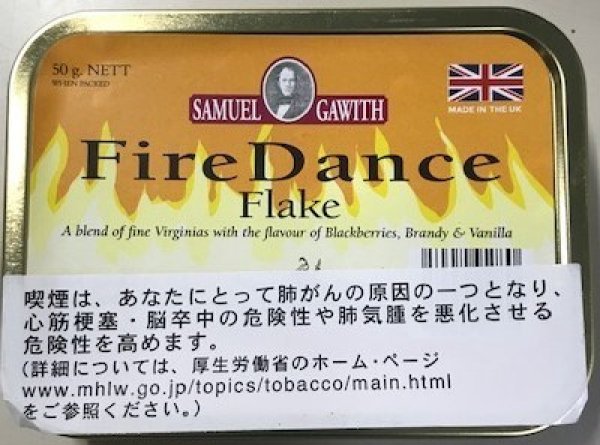 50 g. NETT
WHEN PACKED
SAMUEL GAWITH
MADE IN THE UK
FireDance
Flake
A blend of fine Virginias with the flavour of Blackberries, Brandy & Vanilla
喫煙は、あなたにとって肺がんの原因の一つとなり、
心筋梗塞・脳卒中の危険性や肺気腫を悪化させる
危険性を高めます。
(詳細については、厚生労働省のホーム・ページ
www.mhlw.go.jp/topics/tobacco/main.html
をご参照ください。)